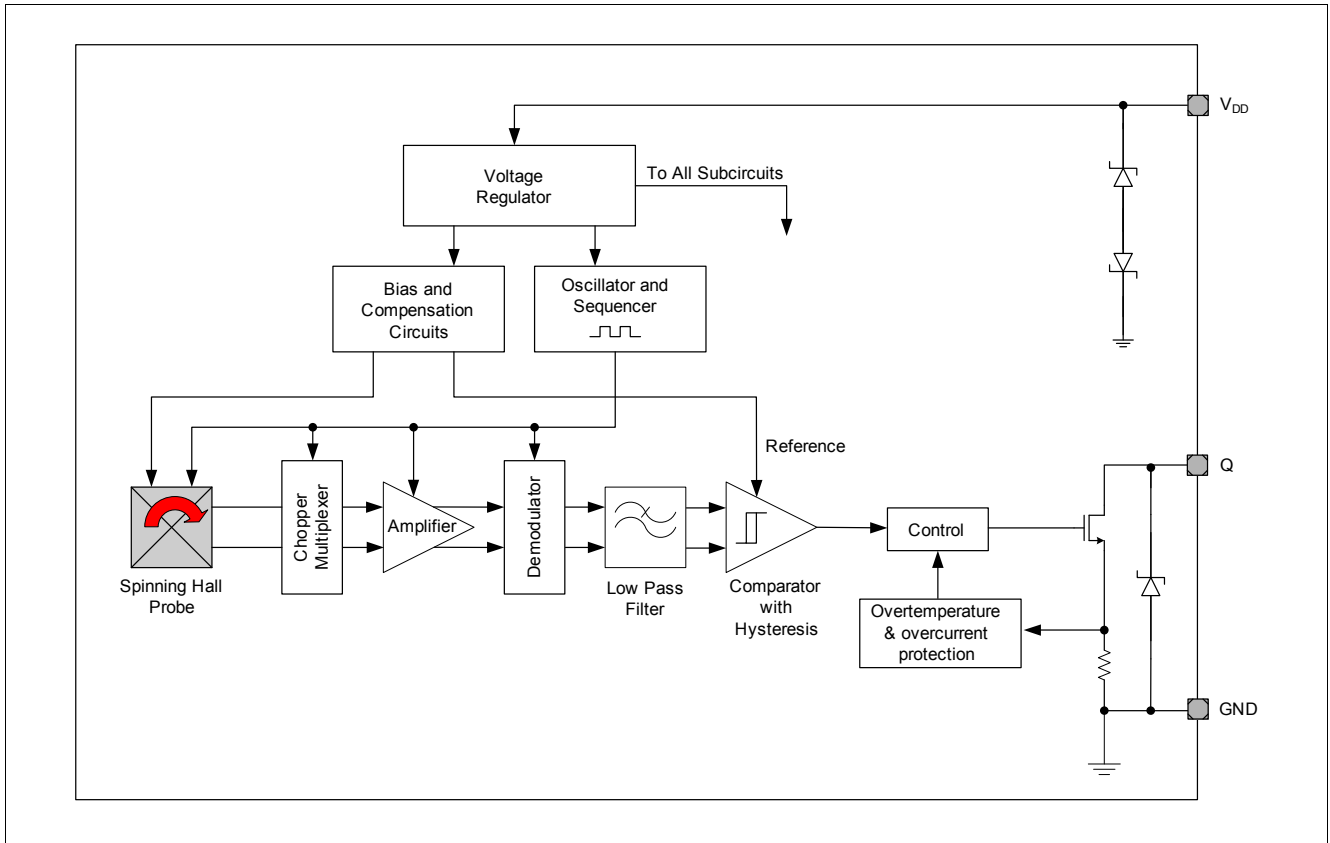 V_DD
Voltage
Regulator
To All Subcircuits
Bias and
Compensation
Circuits
Oscillator and
Sequencer
Reference
Q
Chopper
Multiplexer
Amplifier
Demodulator
Control
Spinning Hall
Probe
Low Pass
Filter
Comparator
with
Hysteresis
Overtemperature
& overcurrent
protection
GND